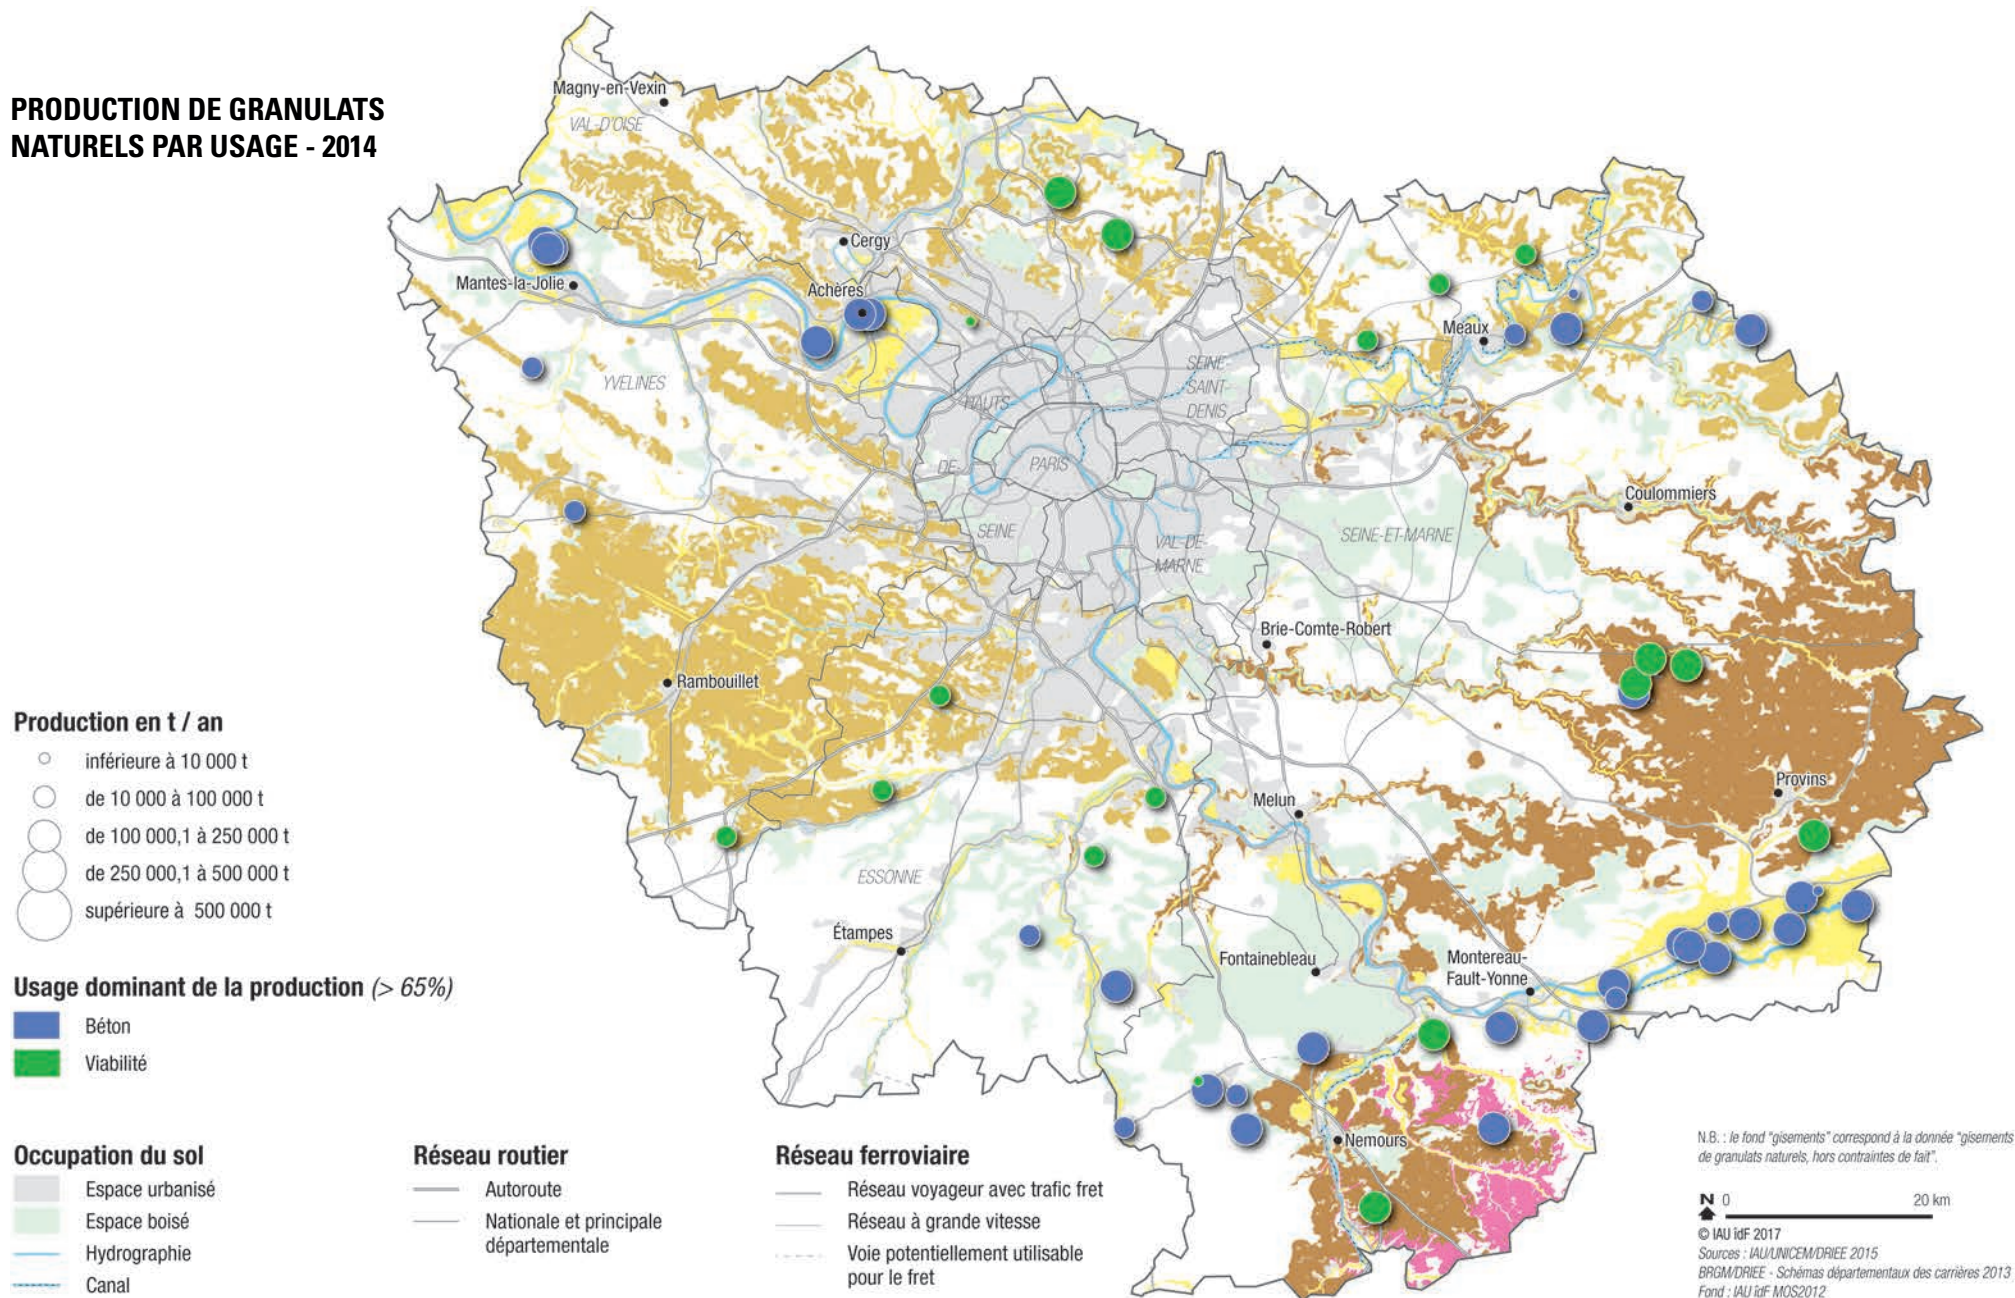 PRODUCTION DE GRANULATS
NATURELS PAR USAGE - 2014
Magny-en-Vexin
VAL-D'OISE
Cergy
Mantes-la-Jolie
Achères
Meaux
YVELINES
HAUTS-
DE-
SEINE
PARIS
SEINE-
SAINT-
DENIS
VAL-DE-
MARNE
SEINE-ET-MARNE
Coulommiers
Brie-Comte-Robert
Rambouillet
Provins
Melun
ESSONNE
Étampes
Fontainebleau
Montereau-
Fault-Yonne
Nemours
Production en t / an
inférieure à 10 000 t
de 10 000 à 100 000 t
de 100 000,1 à 250 000 t
de 250 000,1 à 500 000 t
supérieure à 500 000 t
Usage dominant de la production (> 65%)
Béton
Viabilité
Occupation du sol
Espace urbanisé
Espace boisé
Hydrographie
Canal
Réseau routier
Autoroute
Nationale et principale
départementale
Réseau ferroviaire
Réseau voyageur avec trafic fret
Réseau à grande vitesse
Voie potentiellement utilisable
pour le fret
N.B. : le fond "gisements" correspond à la donnée "gisements
de granulats naturels, hors contraintes de fait".
N 0 20 km
© IAU îdF 2017
Sources : IAU/UNICEM/DRIEE 2015
BRGM/DRIEE - Schémas départementaux des carrières 2013
Fond : IAU îdF MOS2012